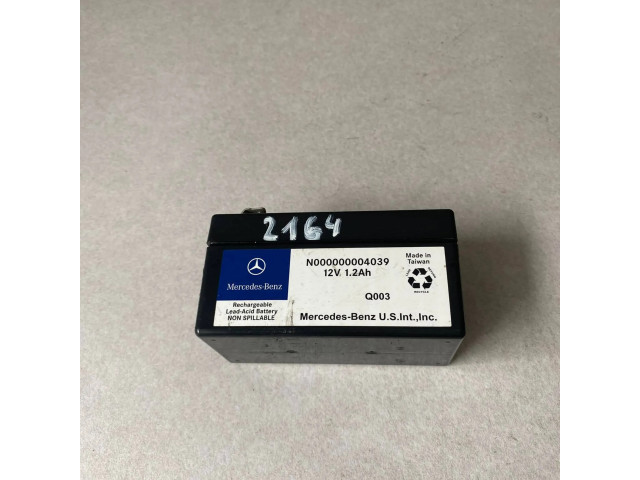 2164
N000000004039
12V. 1.2Ah
Made in
Taiwan
Mercedes-Benz
RECYCLE
Q003
Rechargeable
Lead-Acid Battery
NON SPILLABLE
Mercedes-Benz U.S.Int.,Inc.